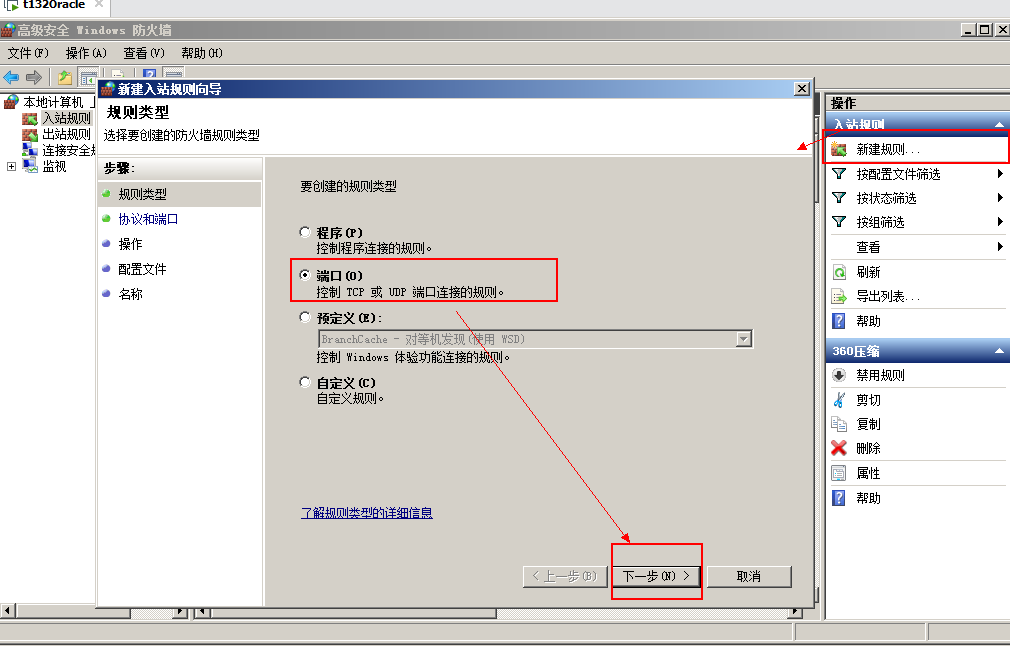 t1320racle
高级安全 Windows 防火墙
文件(F) 操作(A) 查看(V) 帮助(H)
本地计算机 上
入站规则
出站规则
连接安全规
监视
新建入站规则向导
规则类型
选择要创建的防火墙规则类型
步骤:
规则类型
协议和端口
操作
配置文件
名称
要创建的规则类型
程序(P)
控制程序连接的规则。
端口(O)
控制 TCP 或 UDP 端口连接的规则。
预定义(E):
BranchCache - 对等机发现(使用 WSD)
控制 Windows 体验功能连接的规则。
自定义(C)
自定义规则。
了解规则类型的详细信息
< 上一步(B)
下一步(N) >
取消
操作
入站规则
新建规则...
按配置文件筛选
按状态筛选
按组筛选
查看
刷新
导出列表...
帮助
360压缩
禁用规则
剪切
复制
删除
属性
帮助